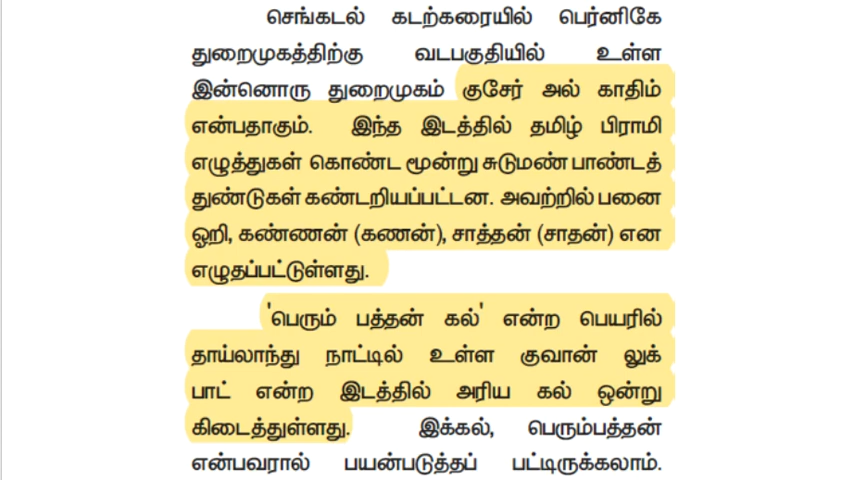 செங்கடல் கடற்கரையில் பெர்னிகே
துறைமுகத்திற்கு வடபகுதியில் உள்ள
இன்னொரு துறைமுகம் குசேர் அல் காதிம்
என்பதாகும். இந்த இடத்தில் தமிழ் பிராமி
எழுத்துகள் கொண்ட மூன்று சுடுமண் பாண்டத்
துண்டுகள் கண்டறியப்பட்டன. அவற்றில் பனை
ஓறி, கண்ணன் (கணன்), சாத்தன் (சாதன்) என
எழுதப்பட்டுள்ளது.
'பெரும் பத்தன் கல்' என்ற பெயரில்
தாய்லாந்து நாட்டில் உள்ள குவான் லுக்
பாட் என்ற இடத்தில் அரிய கல் ஒன்று
கிடைத்துள்ளது. இக்கல், பெரும்பத்தன்
என்பவரால் பயன்படுத்தப் பட்டிருக்கலாம்.